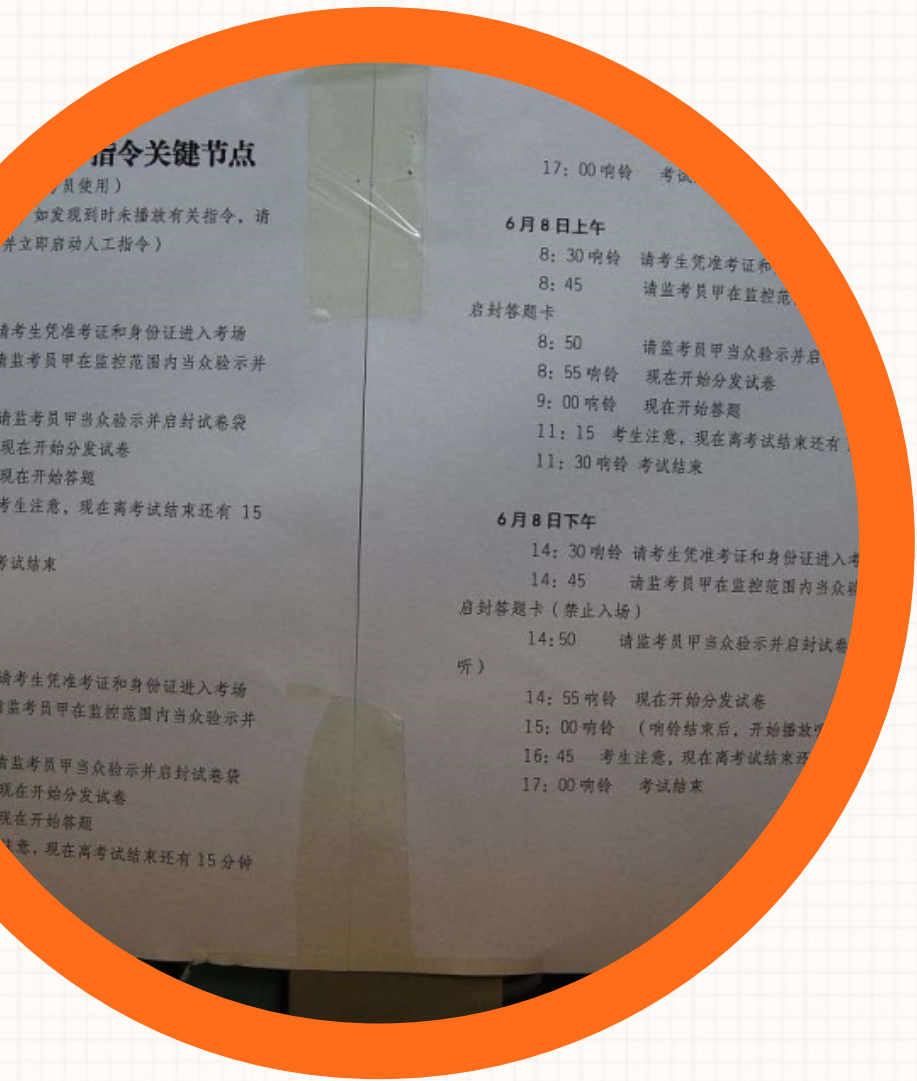 指令关键节点
员使用）
如发现到时未播放有关指令，请
并立即启动人工指令）
请考生凭准考证和身份证进入考场
请监考员甲在监控范围内当众验示并
请监考员甲当众验示并启封试卷袋
现在开始分发试卷
现在开始答题
考生注意，现在离考试结束还有 15
考试结束
请考生凭准考证和身份证进入考场
请监考员甲在监控范围内当众验示并
请监考员甲当众验示并启封试卷袋
现在开始分发试卷
现在开始答题
注意，现在离考试结束还有15分钟
17：00响铃 考试
6月8日上午
8：30响铃 请考生凭准考证和
8：45 请监考员甲在监控范
启封答题卡
8：50 请监考员甲当众验示并启
8：55响铃 现在开始分发试卷
9：00响铃 现在开始答题
11：15 考生注意，现在离考试结束还有
11：30响铃 考试结束
6月8日下午
14：30响铃 请考生凭准考证和身份证进入考
14：45 请监考员甲在监控范围内当众验
启封答题卡（禁止入场）
14:50 请监考员甲当众验示并启封试卷
听）
14：55响铃 现在开始分发试卷
15：00响铃 （响铃结束后，开始播放
16：45 考生注意，现在离考试结束还
17：00响铃 考试结束